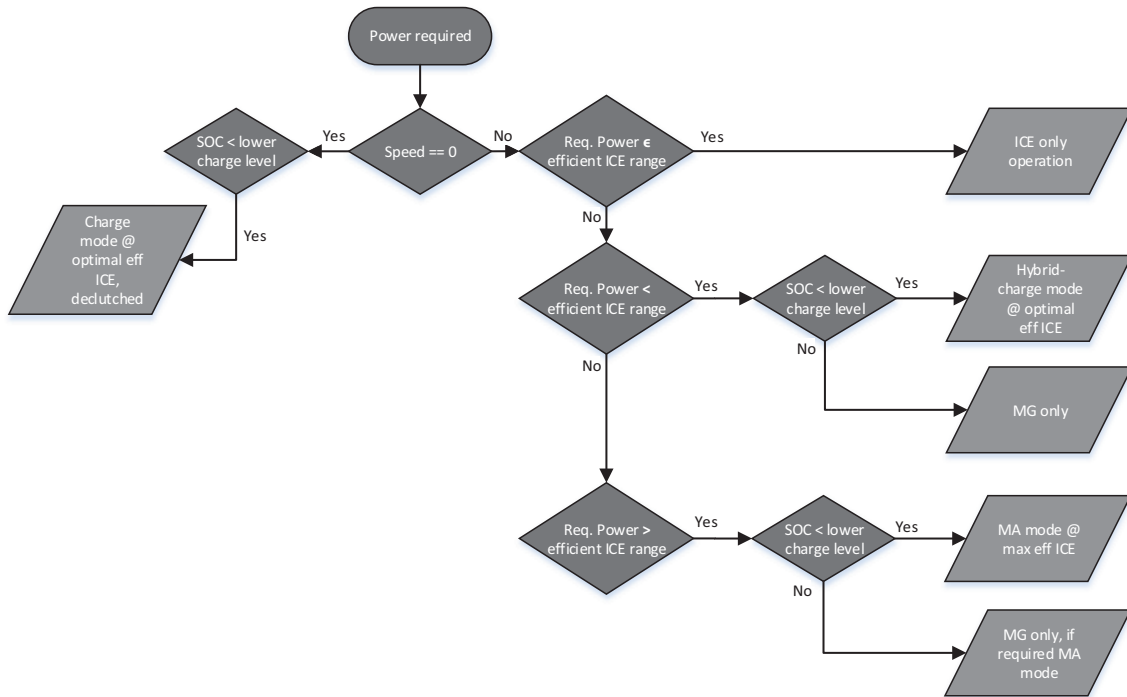 Power required
SOC < lower
charge level
Yes
Speed == 0
No
Req. Power ϵ
efficient ICE range
Yes
ICE only
operation
Charge
mode @
optimal eff
ICE,
declutched
Yes
No
Req. Power <
efficient ICE range
Yes
SOC < lower
charge level
Yes
Hybrid-
charge mode
@ optimal
eff ICE
No
No
MG only
Req. Power >
efficient ICE range
Yes
SOC < lower
charge level
Yes
MA mode @
max eff ICE
No
MG only, if
required MA
mode